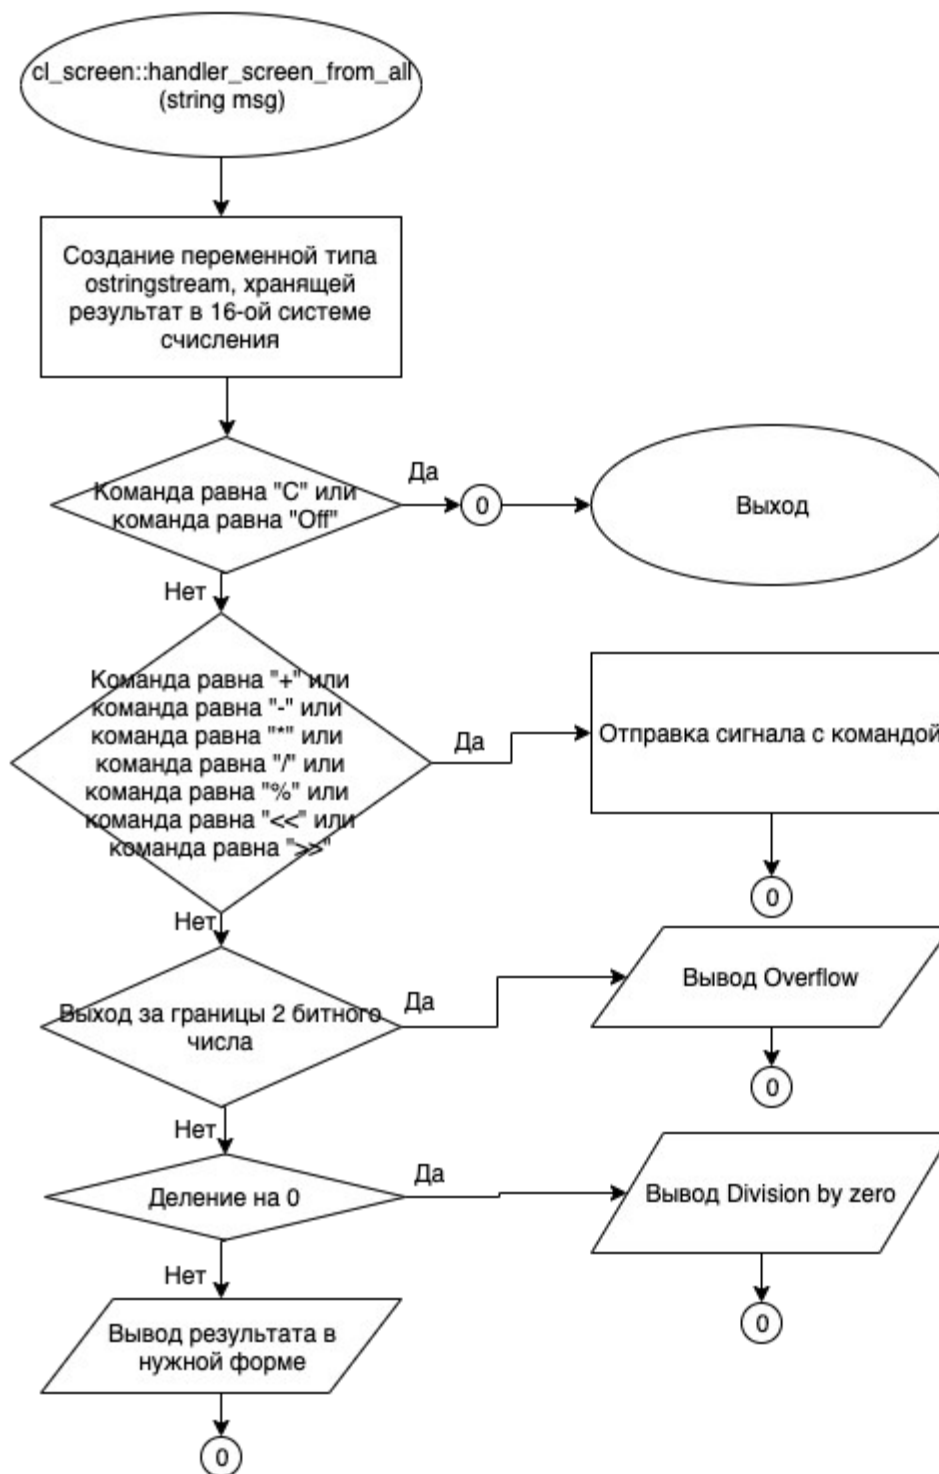 cl_screen::handler_screen_from_all
(string msg)
Создание переменной типа
ostringstream, хранящей
результат в 16-ой системе
счисления
Команда равна "C" или
команда равна "Off"
Да
0
Выход
Нет
Команда равна "+" или
команда равна "-" или
команда равна "*" или
команда равна "/" или
команда равна "%" или
команда равна "<<" или
команда равна ">>"
Да
Отправка сигнала с командой
0
Нет
Выход за границы 2 битного
числа
Да
Вывод Overflow
0
Нет
Деление на 0
Да
Вывод Division by zero
0
Нет
Вывод результата в
нужной форме
0